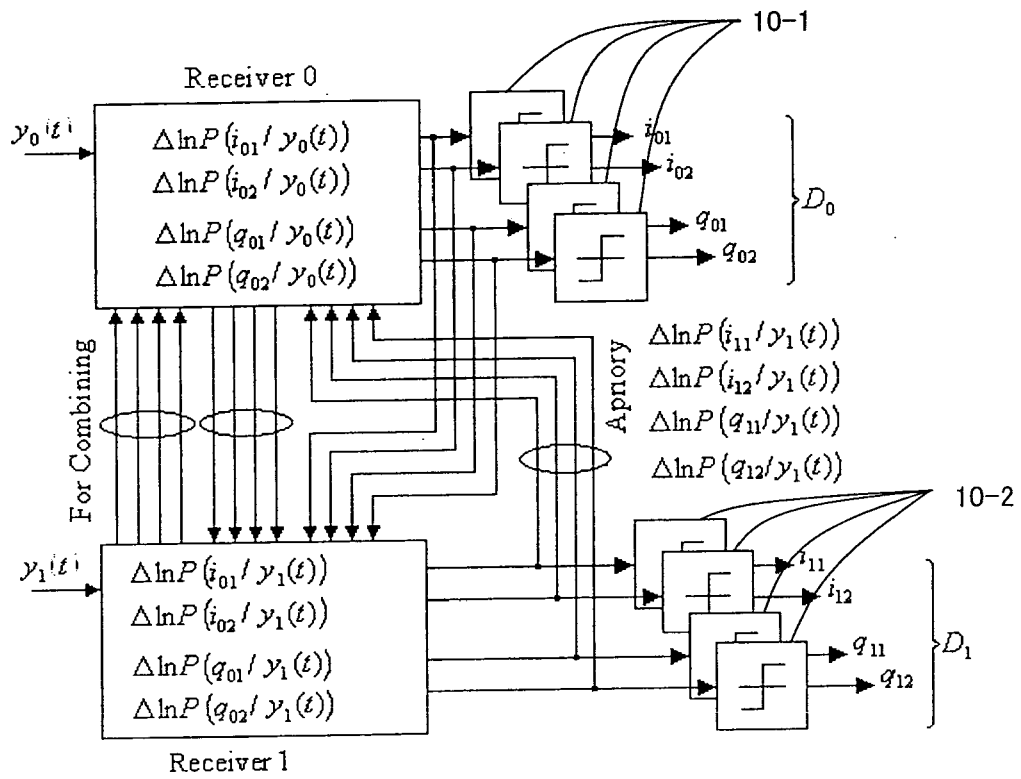 10-1
Receiver 0
y₀(t)
ΔlnP(i₀₁/ y₀(t))
ΔlnP(i₀₂/ y₀(t))
ΔlnP(q₀₁/ y₀(t))
ΔlnP(q₀₂/ y₀(t))
i₀₁
i₀₂
q₀₁
q₀₂
D₀
For Combining
Apnory
ΔlnP(i₁₁/y₁(t))
ΔlnP(i₁₂/y₁(t))
ΔlnP(q₁₁/y₁(t))
ΔlnP(q₁₂/y₁(t))
10-2
y₁(t)
ΔlnP(i₀₁/ y₁(t))
ΔlnP(i₀₂/ y₁(t))
ΔlnP(q₀₁/ y₁(t))
ΔlnP(q₀₂/ y₁(t))
i₁₁
i₁₂
q₁₁
q₁₂
D₁
Receiver 1